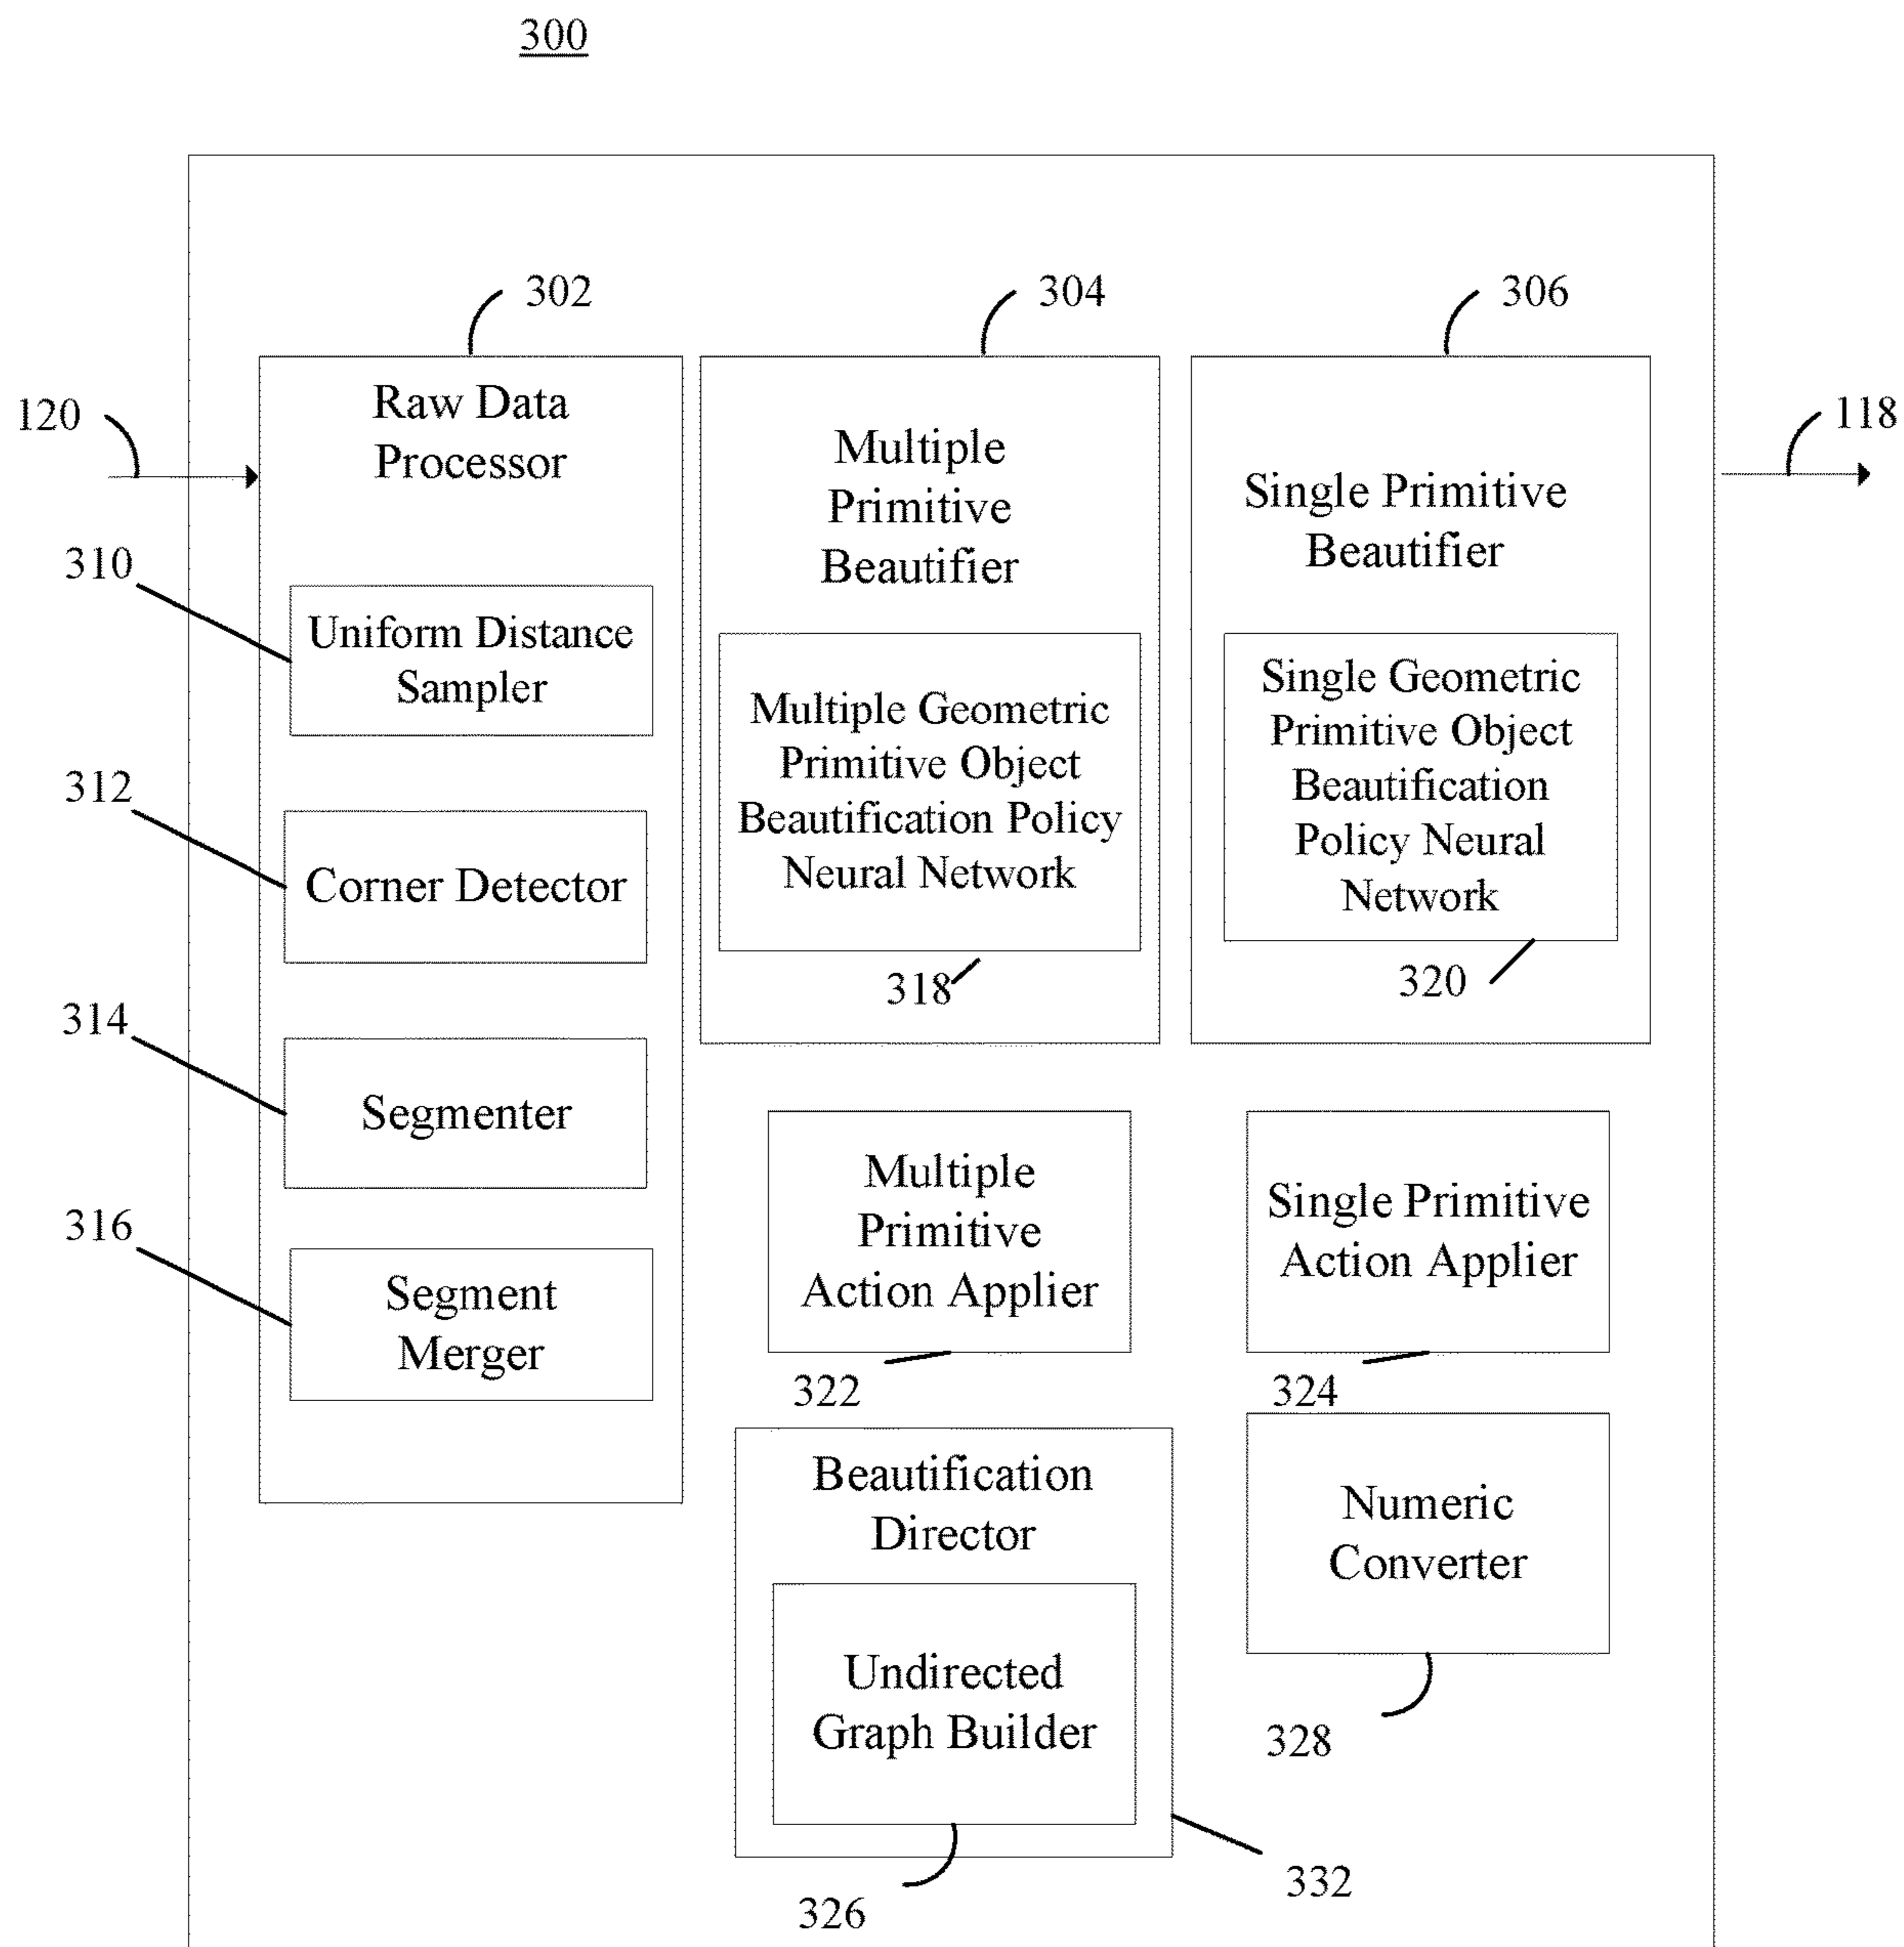 300
302
304
306
120
118
Raw Data
Processor
310
Uniform Distance
Sampler
312
Corner Detector
314
Segmenter
316
Segment
Merger
Multiple
Primitive
Beautifier
Multiple Geometric
Primitive Object
Beautification Policy
Neural Network
318
Single Primitive
Beautifier
Single Geometric
Primitive Object
Beautification
Policy Neural
Network
320
Multiple
Primitive
Action Applier
322
Single Primitive
Action Applier
324
Beautification
Director
Undirected
Graph Builder
326
332
Numeric
Converter
328